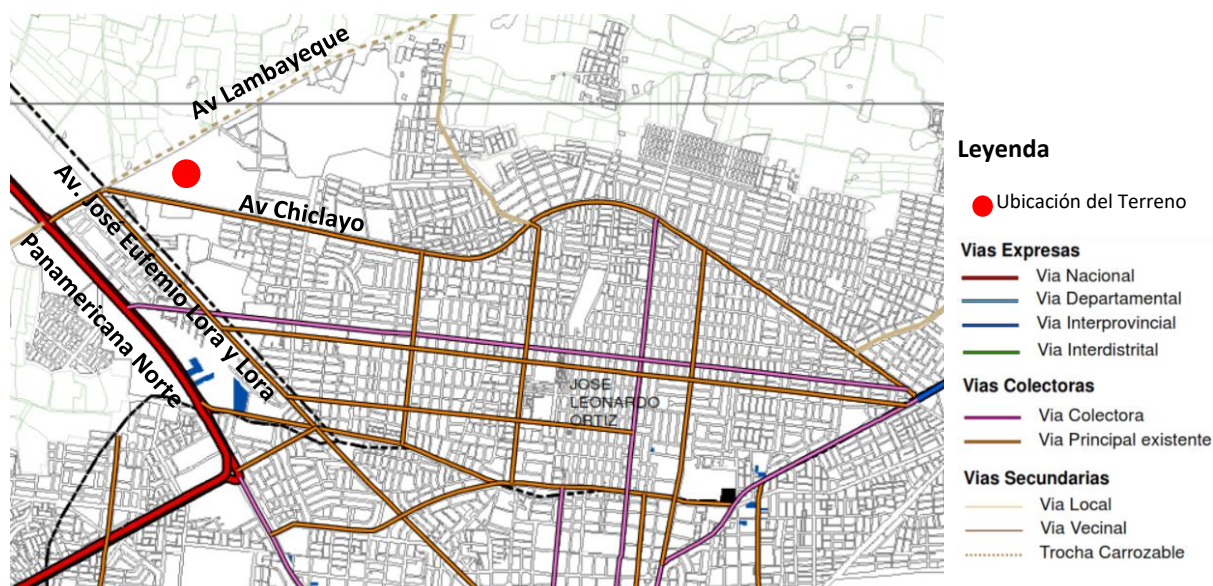 Av Lambayeque
Av. José Eufemio Lora y Lora
Av Chiclayo
Panamericana Norte
JOSE
LEONARDO
ORTIZ
Leyenda
Ubicación del Terreno
Vias Expresas
Via Nacional
Via Departamental
Via Interprovincial
Via Interdistrital
Vias Colectoras
Via Colectora
Via Principal existente
Vias Secundarias
Via Local
Via Vecinal
Trocha Carrozable